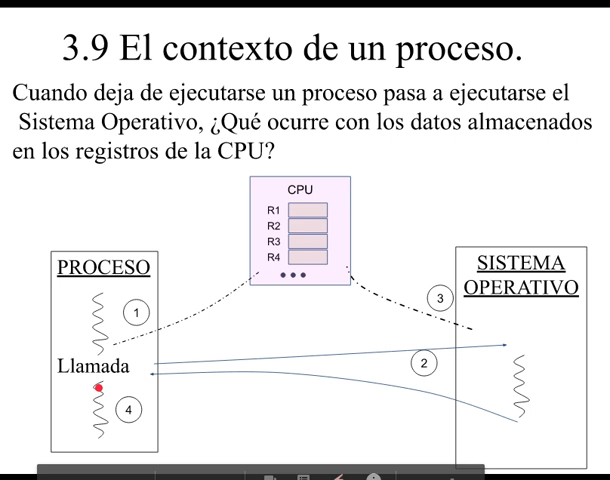 3.9 El contexto de un proceso.
Cuando deja de ejecutarse un proceso pasa a ejecutarse el
Sistema Operativo, ¿Qué ocurre con los datos almacenados
en los registros de la CPU?
CPU
R1
R2
R3
R4
PROCESO
1
Llamada
4
3
2
SISTEMA
OPERATIVO